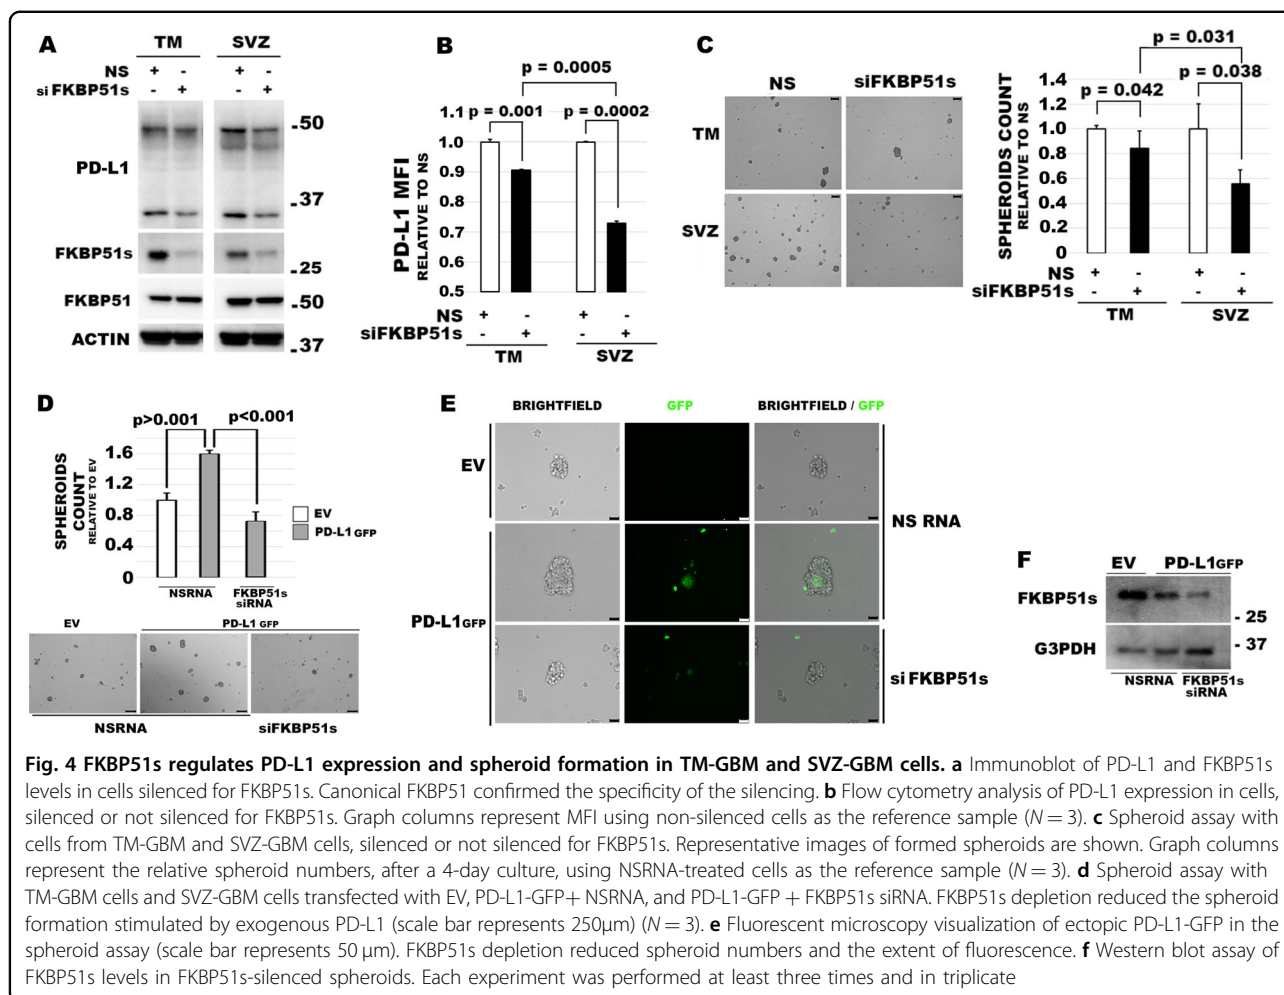 A
TM SVZ
NS + - + -
si FKBP51s - + - +
PD-L1
-50
-37
FKBP51s
-25
FKBP51
-50
ACTIN
-37
B
p = 0.0005
p = 0.001 p = 0.0002
PD-L1 MFI
RELATIVE TO NS
1.1
1.0
0.9
0.8
0.7
0.6
0.5
NS + - + -
siFKBP51s - + - +
TM SVZ
C
NS siFKBP51s
TM
SVZ
p = 0.031
p = 0.038
p = 0.042
SPHEROIDS COUNT
RELATIVE TO NS
1.4
1.2
1.0
0.8
0.6
0.4
0.2
0
NS + - + -
siFKBP51s - + - +
TM SVZ
D
p>0.001 p<0.001
SPHEROIDS
COUNT
RELATIVE TO EV
1.6
1.2
0.8
0.4
0
EV
PD-L1 GFP
NSRNA FKBP51s
siRNA
EV PD-L1 GFP
NSRNA siFKBP51s
E
BRIGHTFIELD GFP BRIGHTFIELD / GFP
EV
PD-L1GFP
NS RNA
si FKBP51s
F
EV PD-L1GFP
FKBP51s
- 25
G3PDH
- 37
NSRNA FKBP51s
siRNA
Fig. 4 FKBP51s regulates PD-L1 expression and spheroid formation in TM-GBM and SVZ-GBM cells. a Immunoblot of PD-L1 and FKBP51s
levels in cells silenced for FKBP51s. Canonical FKBP51 confirmed the specificity of the silencing. b Flow cytometry analysis of PD-L1 expression in cells,
silenced or not silenced for FKBP51s. Graph columns represent MFI using non-silenced cells as the reference sample (N = 3). c Spheroid assay with
cells from TM-GBM and SVZ-GBM cells, silenced or not silenced for FKBP51s. Representative images of formed spheroids are shown. Graph columns
represent the relative spheroid numbers, after a 4-day culture, using NSRNA-treated cells as the reference sample (N = 3). d Spheroid assay with
TM-GBM cells and SVZ-GBM cells transfected with EV, PD-L1-GFP+ NSRNA, and PD-L1-GFP + FKBP51s siRNA. FKBP51s depletion reduced the spheroid
formation stimulated by exogenous PD-L1 (scale bar represents 250μm) (N = 3). e Fluorescent microscopy visualization of ectopic PD-L1-GFP in the
spheroid assay (scale bar represents 50 μm). FKBP51s depletion reduced spheroid numbers and the extent of fluorescence. f Western blot assay of
FKBP51s levels in FKBP51s-silenced spheroids. Each experiment was performed at least three times and in triplicate